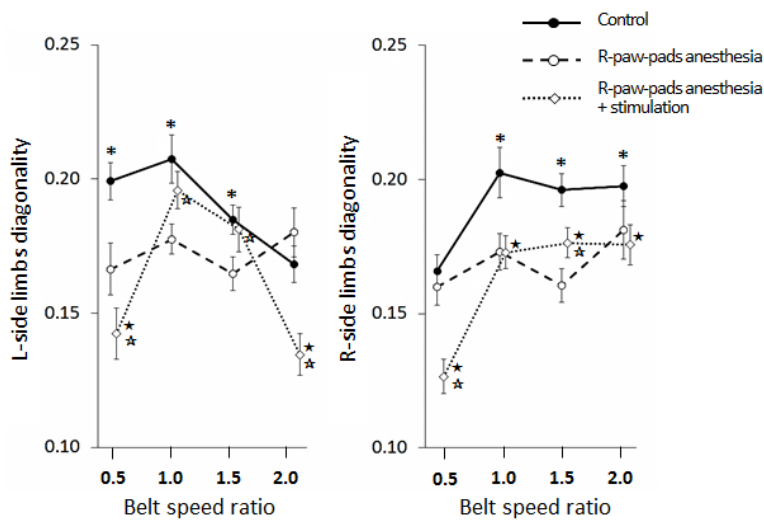 Control
R-paw-pads anesthesia
R-paw-pads anesthesia
+ stimulation
L-side limbs diagonality
0.25
0.20
0.15
0.10
* * *
★ ☆ ☆ ☆ ★ ☆
0.5 1.0 1.5 2.0
Belt speed ratio
R-side limbs diagonality
0.25
0.20
0.15
0.10
* * *
★ ☆ ★ ★ ☆ ★
0.5 1.0 1.5 2.0
Belt speed ratio